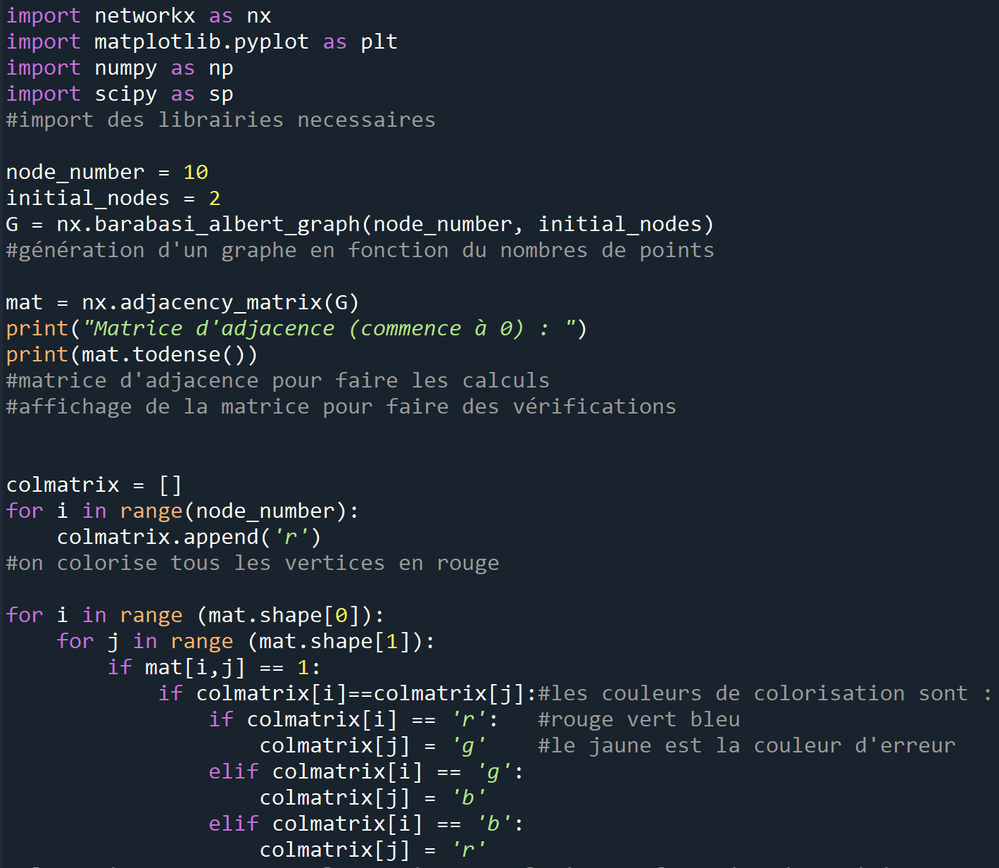 import networkx as nx
import matplotlib.pyplot as plt
import numpy as np
import scipy as sp
#import des librairies necessaires

node_number = 10
initial_nodes = 2
G = nx.barabasi_albert_graph(node_number, initial_nodes)
#génération d'un graphe en fonction du nombres de points

mat = nx.adjacency_matrix(G)
print("Matrice d'adjacence (commence à 0) : ")
print(mat.todense())
#matrice d'adjacence pour faire les calculs
#affichage de la matrice pour faire des vérifications

colmatrix = []
for i in range(node_number):
    colmatrix.append('r')
#on colorise tous les vertices en rouge

for i in range (mat.shape[0]):
    for j in range (mat.shape[1]):
        if mat[i,j] == 1:
            if colmatrix[i]==colmatrix[j]:#les couleurs de colorisation sont :
                if colmatrix[i] == 'r':   #rouge vert bleu
                    colmatrix[j] = 'g'    #le jaune est la couleur d'erreur
                elif colmatrix[i] == 'g':
                    colmatrix[j] = 'b'
                elif colmatrix[i] == 'b':
                    colmatrix[j] = 'r'